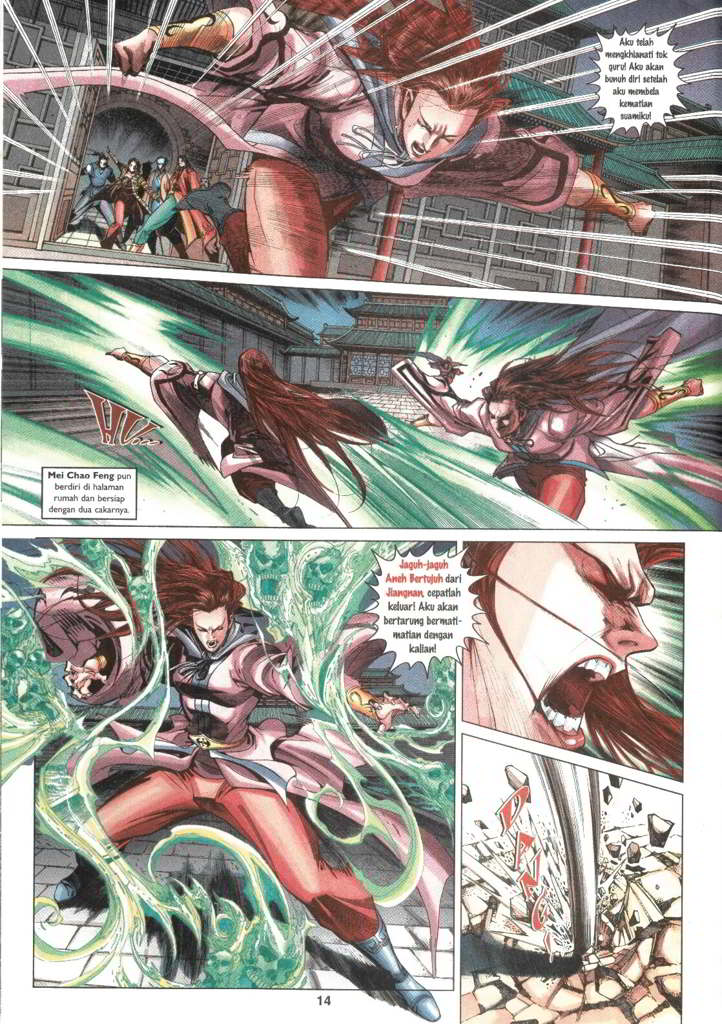 Aku telah
mengkhianati tok
guru! Aku akan
bunuh diri setelah
aku membela
kematian
suamiku!
HV...
Mei Chao Feng pun
berdiri di halaman
rumah dan bersiap
dengan dua cakarnya.
Jaguh-jaguh
Aneh Bertujuh dari
Jiangnan, cepatlah
keluar! Aku akan
bertarung bermati-
matian dengan
kalian!
DANG
14